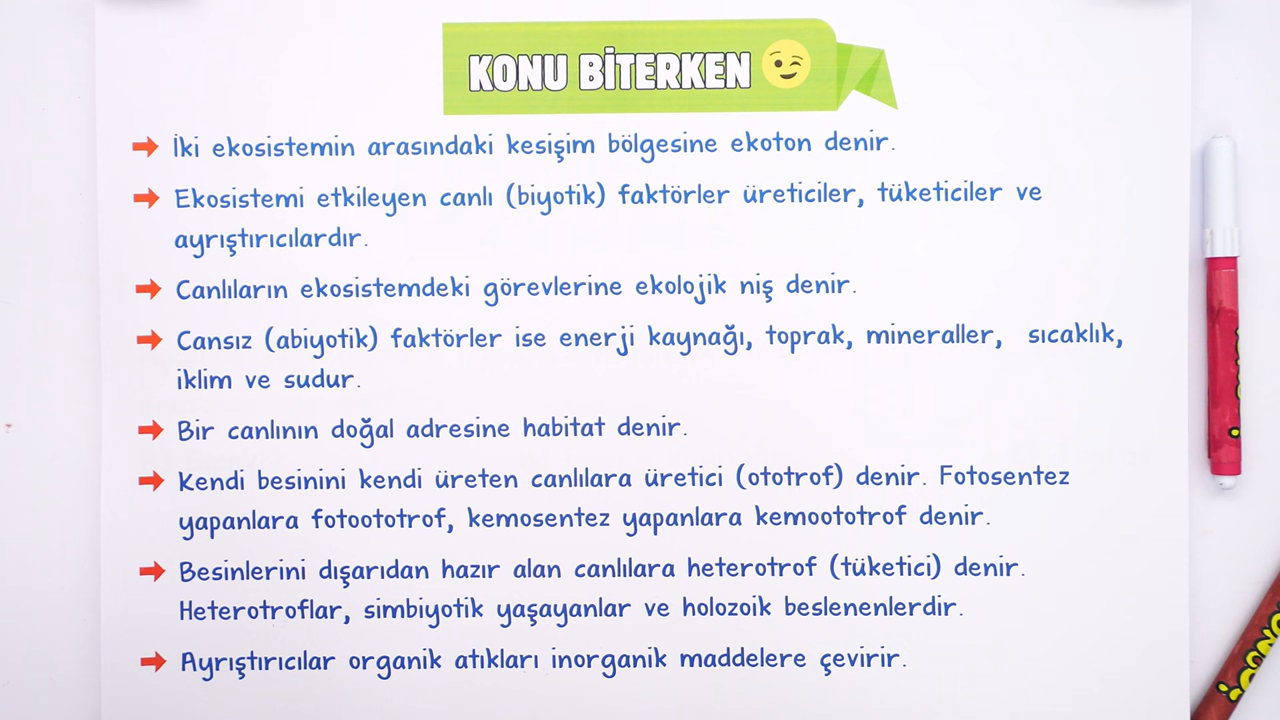 KONU BİTERKEN
İki ekosistemin arasındaki kesişim bölgesine ekoton denir.
Ekosistemi etkileyen canlı (biyotik) faktörler üreticiler, tüketiciler ve
ayrıştırıcılardır.
Canlıların ekosistemdeki görevlerine ekolojik niş denir.
Cansız (abiyotik) faktörler ise enerji kaynağı, toprak, mineraller, sıcaklık,
iklim ve sudur.
Bir canlının doğal adresine habitat denir.
Kendi besinini kendi üreten canlılara üretici (ototrof) denir. Fotosentez
yapanlara fotoototrof, kemosentez yapanlara kemoototrof denir.
Besinlerini dışarıdan hazır alan canlılara heterotrof (tüketici) denir.
Heterotroflar, simbiyotik yaşayanlar ve holozoik beslenenlerdir.
Ayrıştırıcılar organik atıkları inorganik maddelere çevirir.